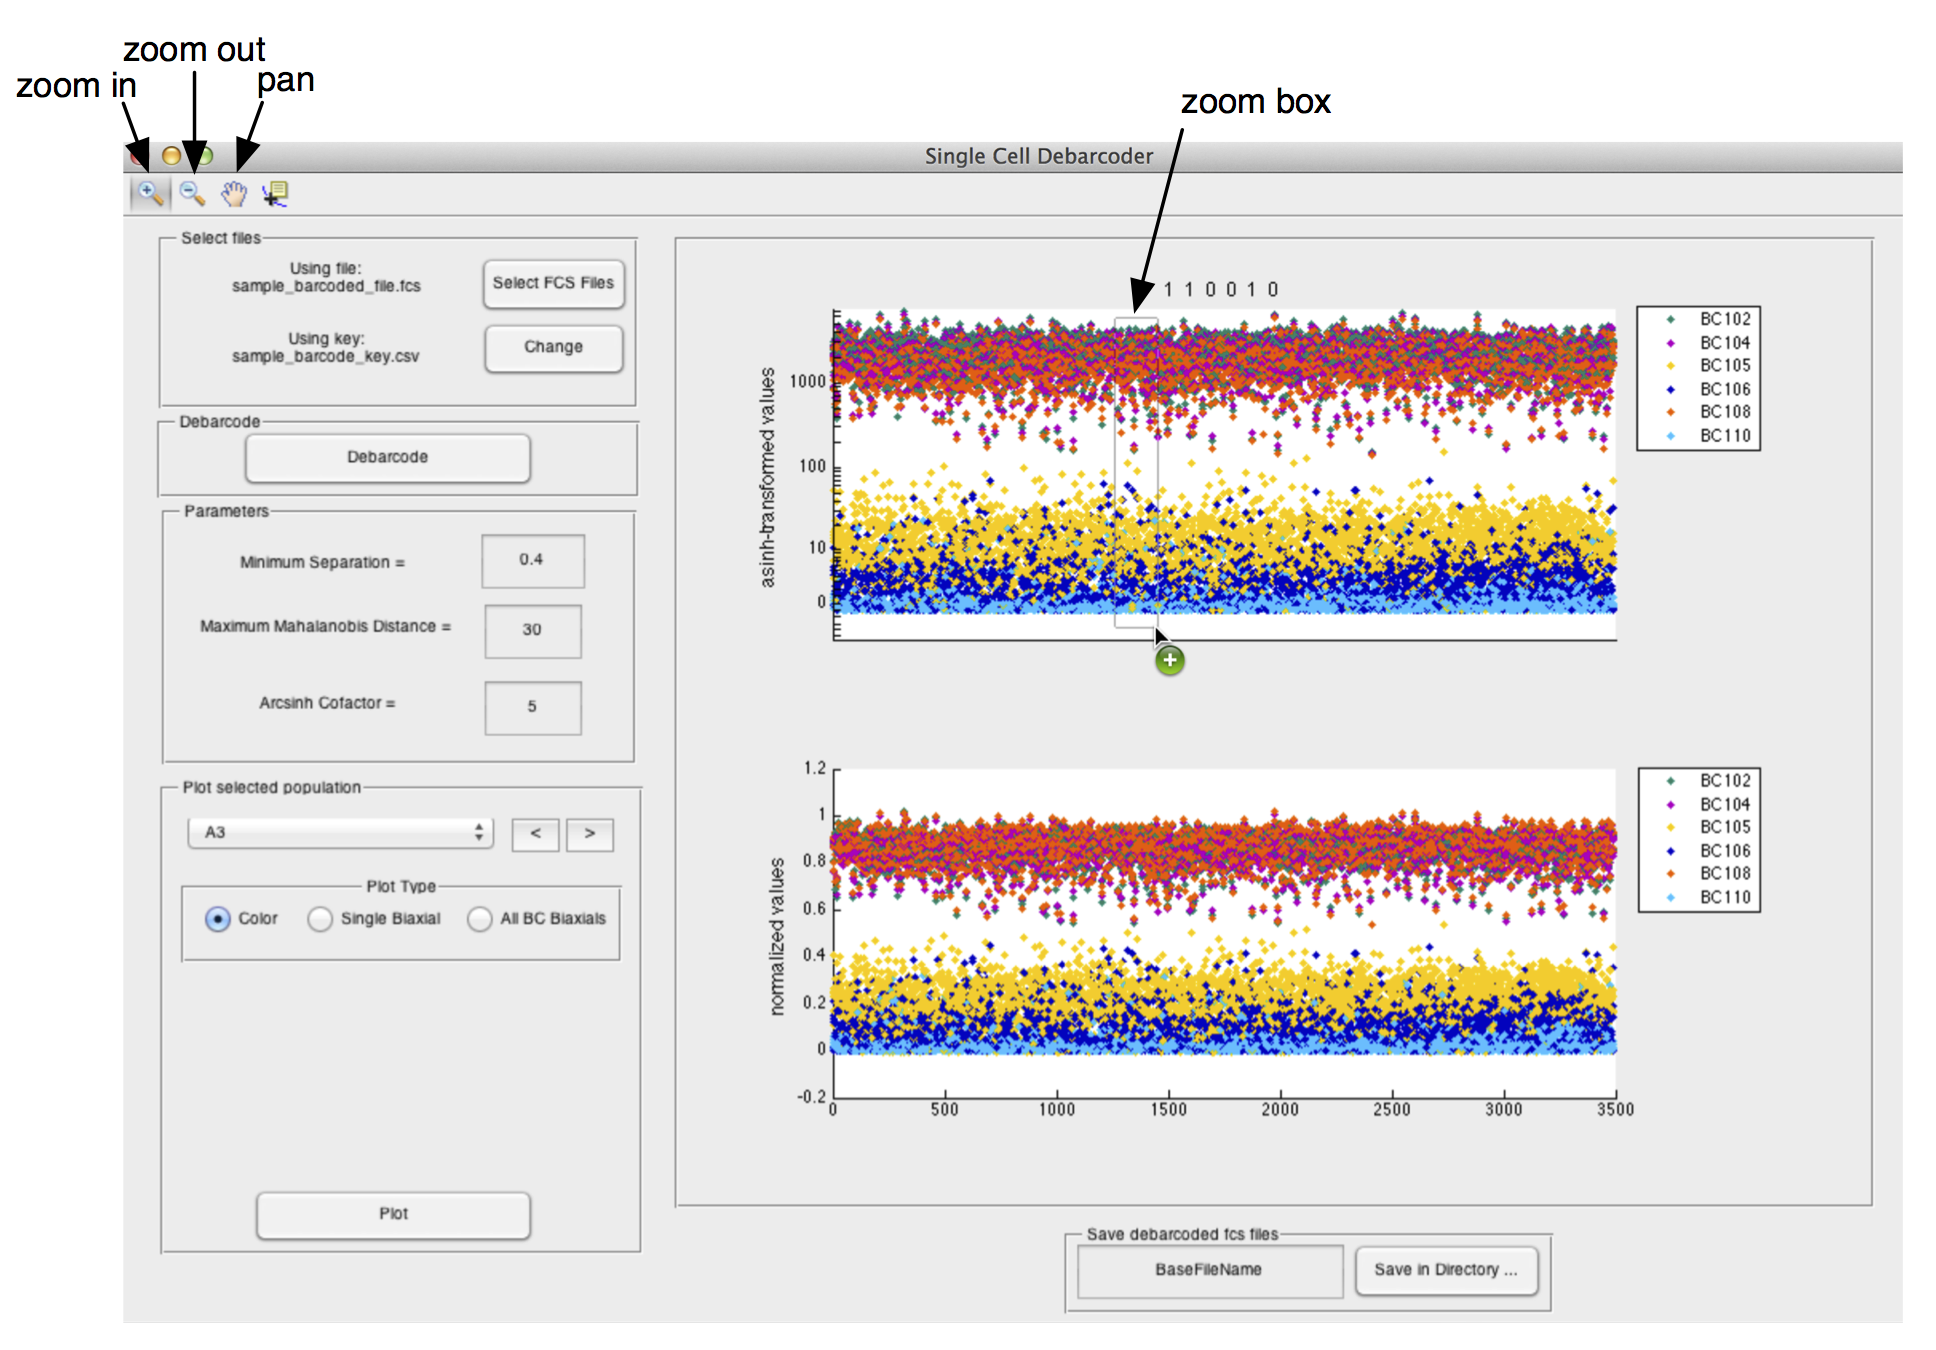 zoom out
zoom in
pan
zoom box
Single Cell Debarcoder
Select files
Using file:
sample_barcoded_file.fcs
Select FCS Files
Using key:
sample_barcode_key.csv
Change
Debarcode
Debarcode
Parameters
Minimum Separation =
0.4
Maximum Mahalanobis Distance =
30
Arcsinh Cofactor =
5
Plot selected population
A3
<
>
Plot Type
Color
Single Biaxial
All BC Biaxials
Plot
1 1 0 0 1 0
asinh-transformed values
1000
100
10
0
BC102
BC104
BC105
BC106
BC108
BC110
normalized values
1.2
1
0.8
0.6
0.4
0.2
0
-0.2
0 500 1000 1500 2000 2500 3000 3500
BC102
BC104
BC105
BC106
BC108
BC110
Save debarcoded fcs files
BaseFileName
Save in Directory ...